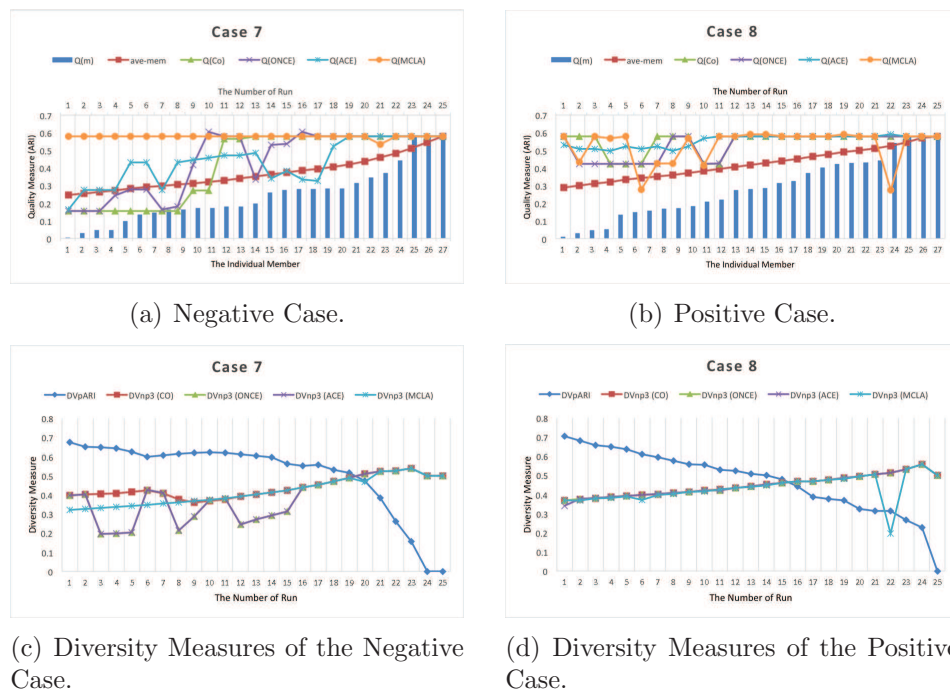 Case 7
Q(m) ave-mem Q(Co) Q(ONCE) Q(ACE) Q(MCLA)
The Number of Run
1 2 3 4 5 6 7 8 9 10 11 12 13 14 15 16 17 18 19 20 21 22 23 24 25
0.7
0.6
0.5
0.4
0.3
0.2
0.1
0
Quality Measure (ARI)
1 2 3 4 5 6 7 8 9 10 11 12 13 14 15 16 17 18 19 20 21 22 23 24 25 26 27
The Individual Member
(a) Negative Case.
Case 8
Q(m) ave-mem Q(Co) Q(ONCE) Q(ACE) Q(MCLA)
The Number of Run
1 2 3 4 5 6 7 8 9 10 11 12 13 14 15 16 17 18 19 20 21 22 23 24 25
0.7
0.6
0.5
0.4
0.3
0.2
0.1
0
Quality Measure (ARI)
1 2 3 4 5 6 7 8 9 10 11 12 13 14 15 16 17 18 19 20 21 22 23 24 25 26 27
The Individual Member
(b) Positive Case.
Case 7
DVpARI DVnp3 (CO) DVnp3 (ONCE) DVnp3 (ACE) DVnp3 (MCLA)
0.8
0.7
0.6
0.5
0.4
0.3
0.2
0.1
0
Diversity Measure
1 2 3 4 5 6 7 8 9 10 11 12 13 14 15 16 17 18 19 20 21 22 23 24 25
The Number of Run
(c) Diversity Measures of the Negative
Case.
Case 8
DVpARI DVnp3 (CO) DVnp3 (ONCE) DVnp3 (ACE) DVnp3 (MCLA)
0.8
0.7
0.6
0.5
0.4
0.3
0.2
0.1
0
Diversity Measure
1 2 3 4 5 6 7 8 9 10 11 12 13 14 15 16 17 18 19 20 21 22 23 24 25
The Number of Run
(d) Diversity Measures of the Positive
Case.